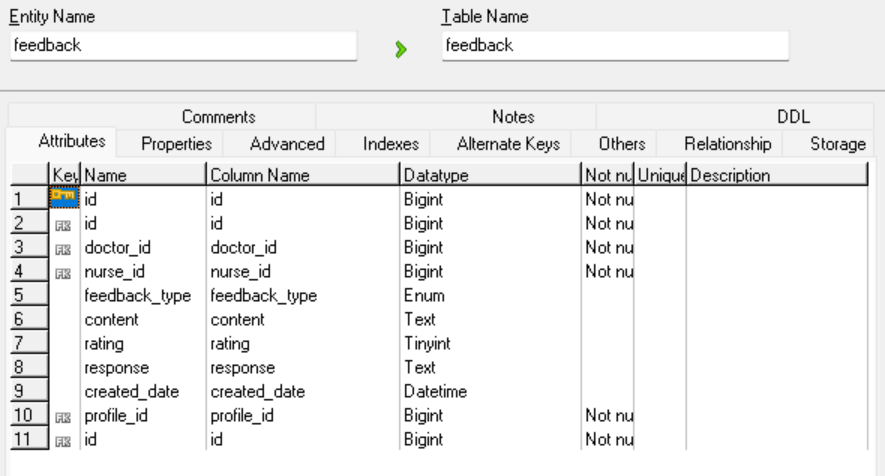 Entity Name Table Name
feedback feedback
Comments Notes DDL
Attributes Properties Advanced Indexes Alternate Keys Others Relationship Storage
Key Name Column Name Datatype Not nu Unique Description
1 id id Bigint Not nu
2 FK id id Bigint Not nu
3 FK doctor_id doctor_id Bigint Not nu
4 FK nurse_id nurse_id Bigint Not nu
5 feedback_type feedback_type Enum
6 content content Text
7 rating rating Tinyint
8 response response Text
9 created_date created_date Datetime
10 FK profile_id profile_id Bigint Not nu
11 FK id id Bigint Not nu